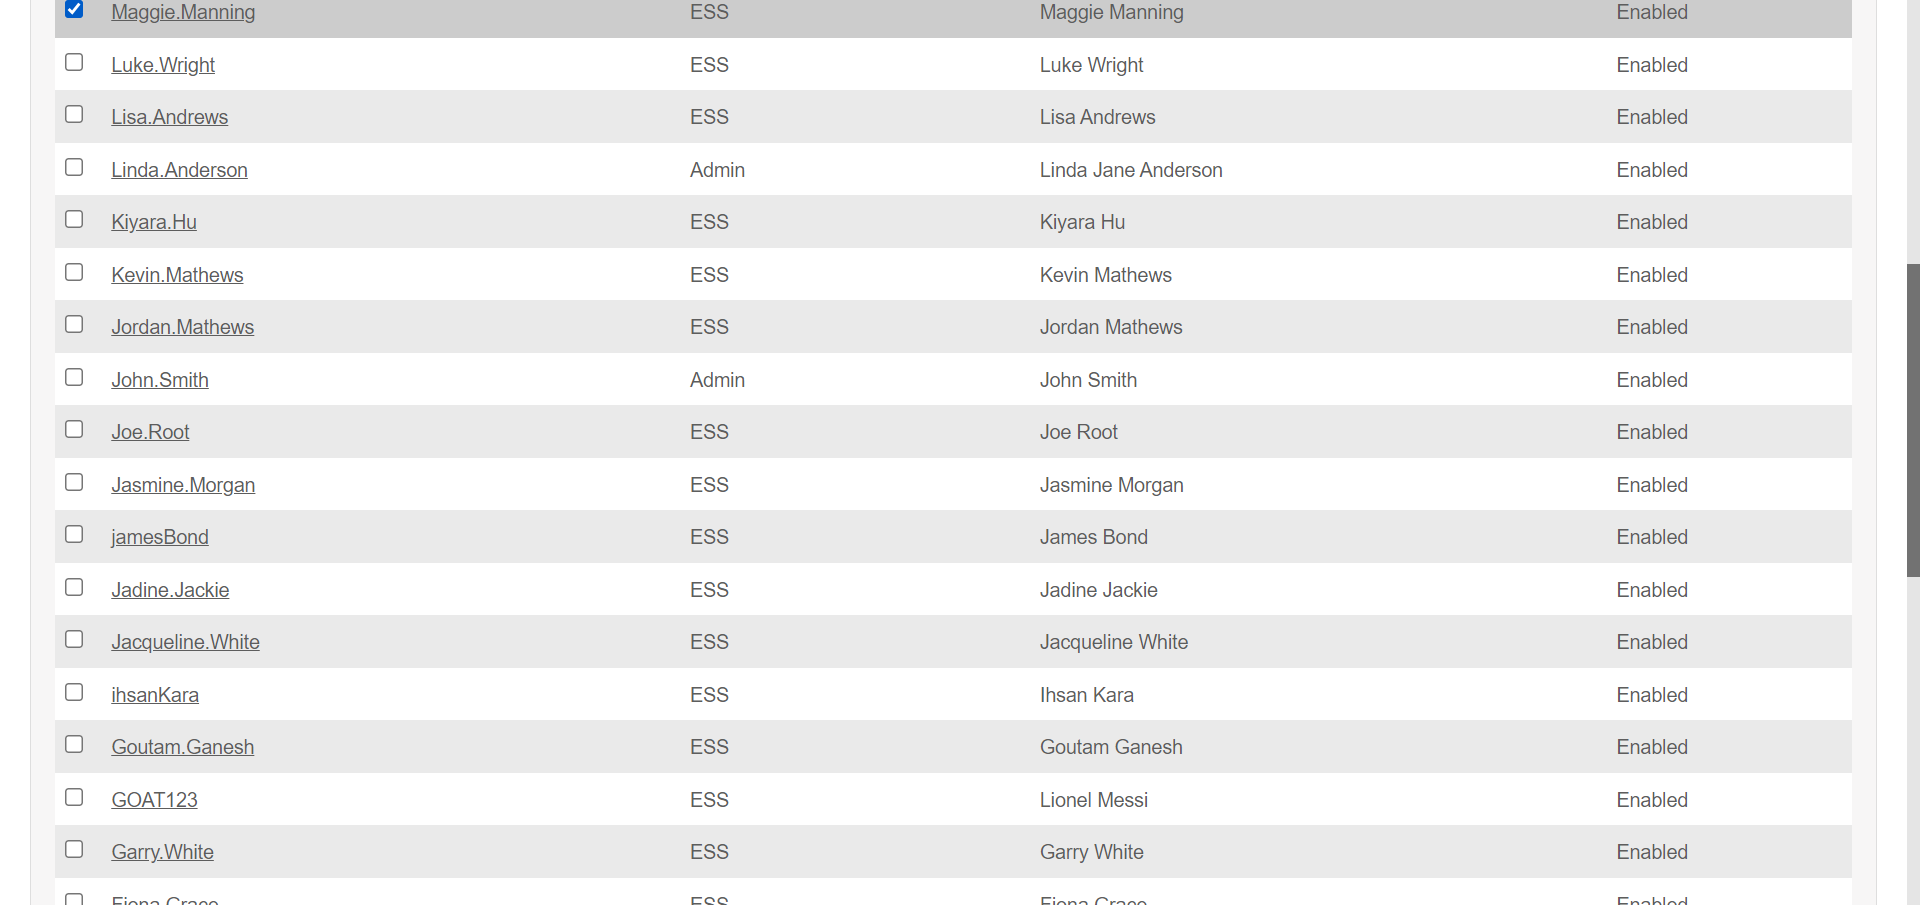 Maggie.Manning ESS Maggie Manning Enabled
Luke.Wright ESS Luke Wright Enabled
Lisa.Andrews ESS Lisa Andrews Enabled
Linda.Anderson Admin Linda Jane Anderson Enabled
Kiyara.Hu ESS Kiyara Hu Enabled
Kevin.Mathews ESS Kevin Mathews Enabled
Jordan.Mathews ESS Jordan Mathews Enabled
John.Smith Admin John Smith Enabled
Joe.Root ESS Joe Root Enabled
Jasmine.Morgan ESS Jasmine Morgan Enabled
jamesBond ESS James Bond Enabled
Jadine.Jackie ESS Jadine Jackie Enabled
Jacqueline.White ESS Jacqueline White Enabled
ihsanKara ESS Ihsan Kara Enabled
Goutam.Ganesh ESS Goutam Ganesh Enabled
GOAT123 ESS Lionel Messi Enabled
Garry.White ESS Garry White Enabled
Fiona.Grace ESS Fiona Grace Enabled